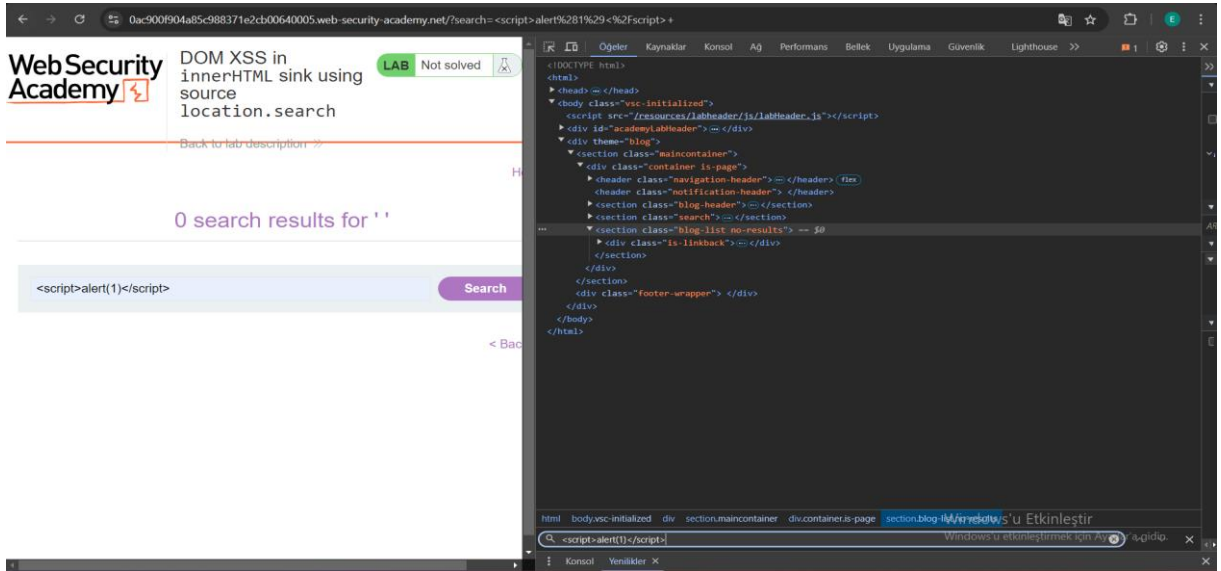 0ac900f904a85c988371e2cb00640005.web-security-academy.net/?search=<script>alert%281%29<%2Fscript>+
E
Web Security
Academy
DOM XSS in
innerHTML sink using
source
location.search
LAB Not solved
Back to lab description
0 search results for ' '
<script>alert(1)</script>
Search
< Bac
Öğeler Kaynaklar Konsol Ağ Performans Bellek Uygulama Güvenlik Lighthouse
1
<!DOCTYPE html>
<html>
<head> </head>
<body class="vsc-initialized">
<script src="/resources/labheader/js/labHeader.js"></script>
<div id="academyLabHeader"> </div>
<div theme="blog">
<section class="maincontainer">
<div class="container is-page">
<header class="navigation-header"> </header> flex
<header class="notification-header"> </header>
<section class="blog-header"> </section>
<section class="search"> </section>
<section class="blog-list no-results"> == $0
<div class="is-linkback"> </div>
</section>
</div>
</section>
<div class="footer-wrapper"> </div>
</div>
</body>
</html>
html body.vsc-initialized div section.maincontainer div.container.is-page
Windows'u Etkinleştir
<script>alert(1)</script>
Windows'u etkinleştirmek için
Konsol Yenilikler